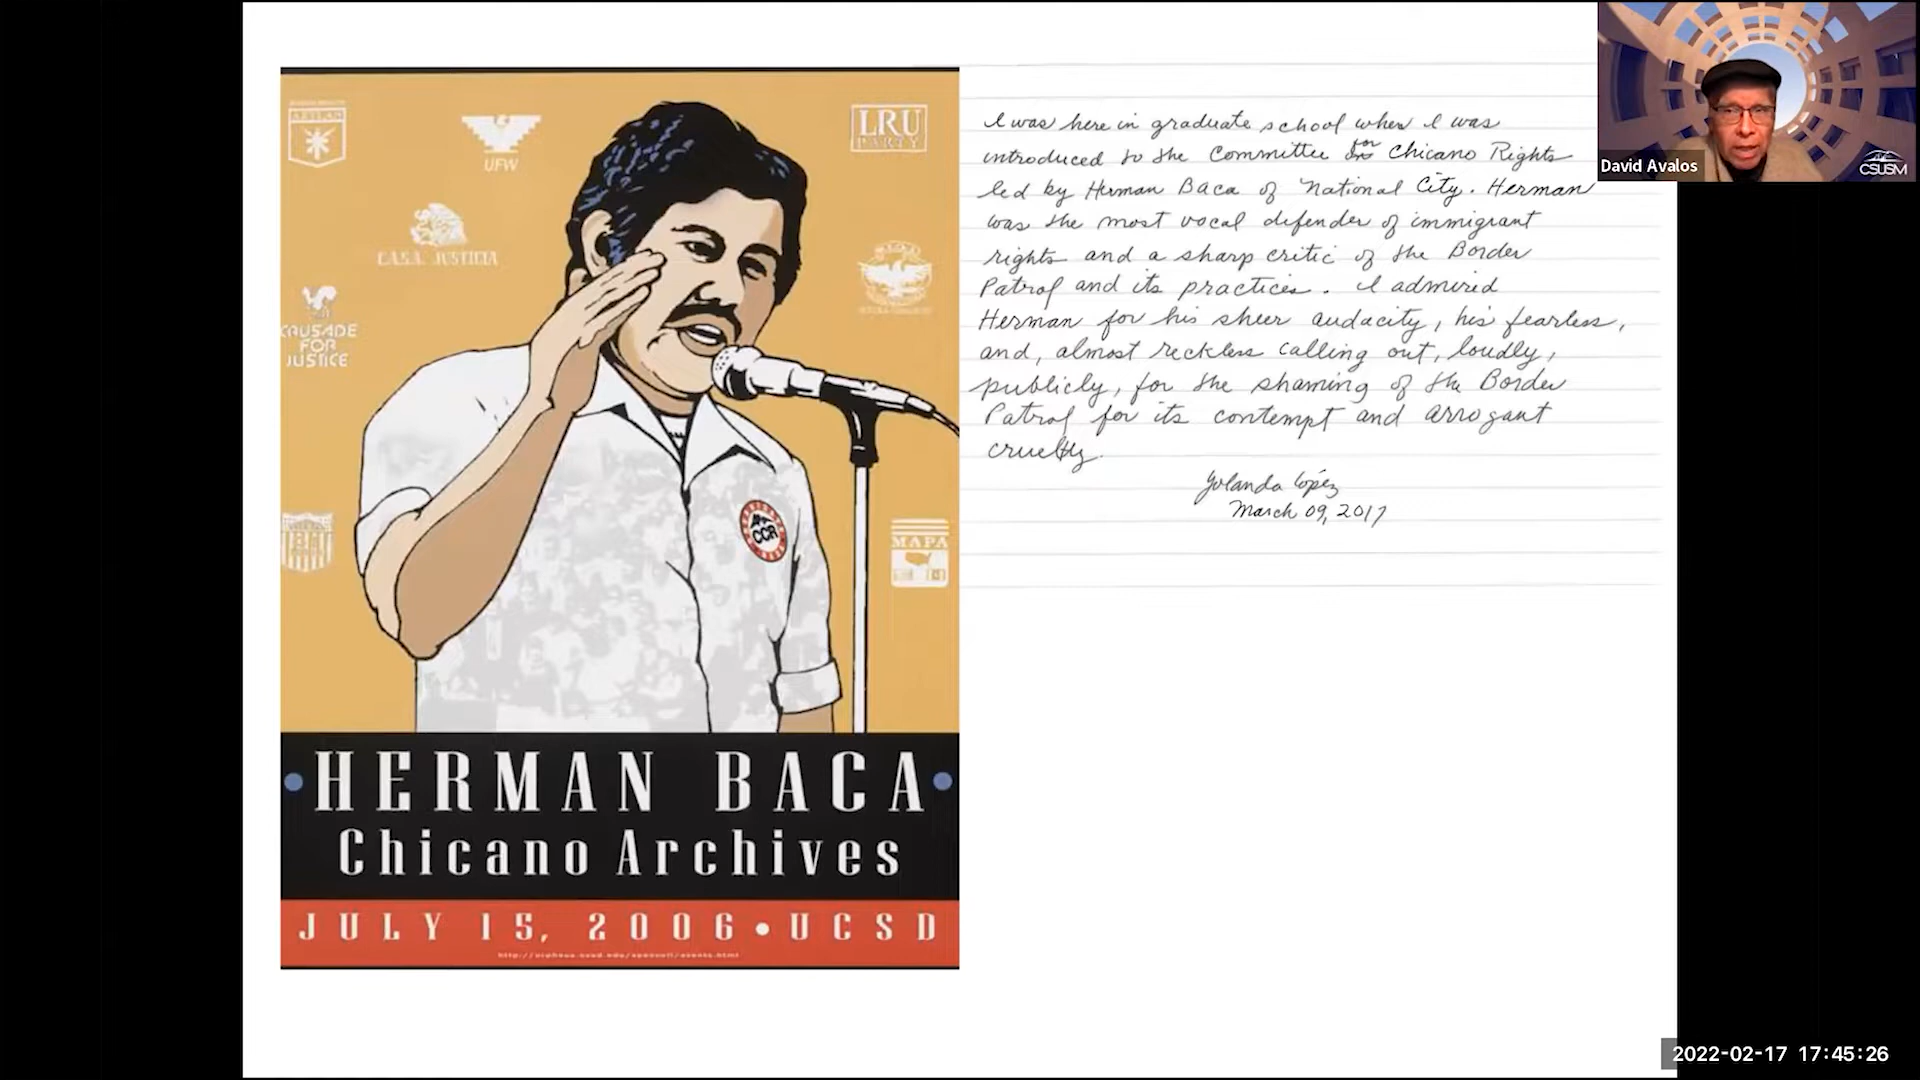 AZTLAN
UFW
LRU
PARTY
C.A.S.A. JUSTICIA
CRUSADE
FOR
JUSTICE
MAPA
CCR
HERMAN BACA
Chicano Archives
JULY 15, 2006 • UCSD
I was here in graduate school when I was
introduced to the Committee for Chicano Rights
led by Herman Baca of National City. Herman
was the most vocal defender of immigrant
rights and a sharp critic of the Border
Patrol and its practices. I admired
Herman for his sheer audacity, his fearless,
and, almost reckless calling out, loudly,
publicly, for the shaming of the Border
Patrol for its contempt and arrogant
cruelty.
Yolanda López
March 09, 2017
David Avalos
CSUSM
2022-02-17 17:45:26